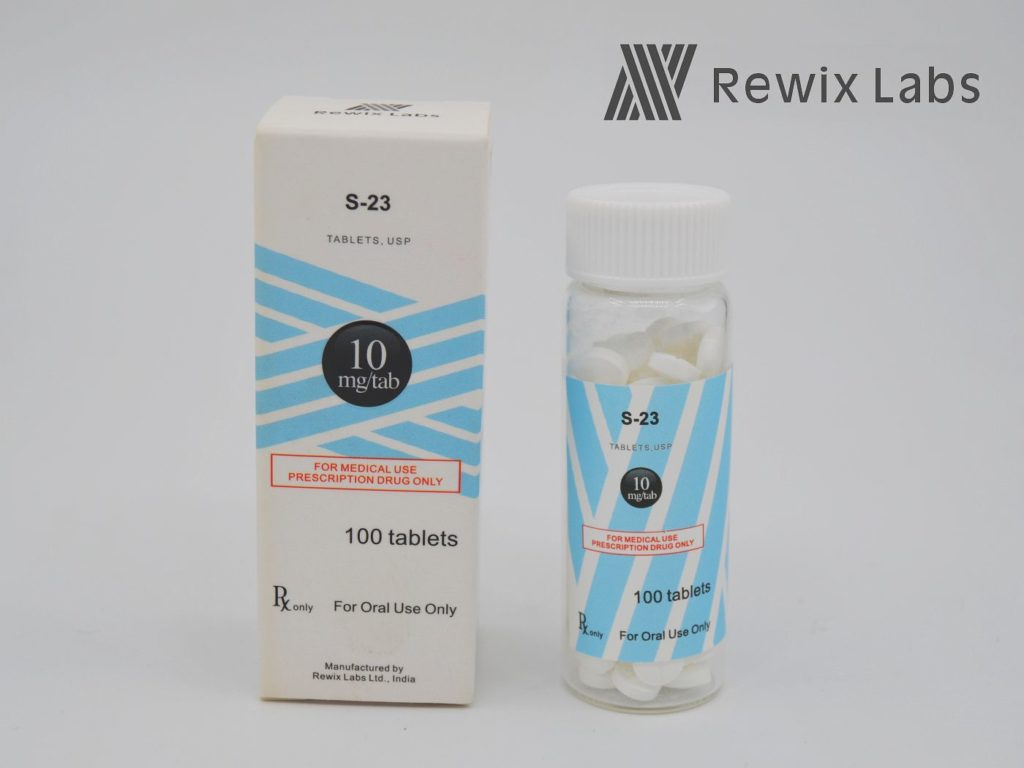 Rewix Labs
Rewix Labs
S-23
TABLETS, USP
10
mg/tab
FOR MEDICAL USE
PRESCRIPTION DRUG ONLY
100 tablets
Rx only For Oral Use Only
Manufactured by
Rewix Labs Ltd., India
S-23
TABLETS, USP
10
mg/tab
FOR MEDICAL USE
PRESCRIPTION DRUG ONLY
100 tablets
Rx only For Oral Use Only